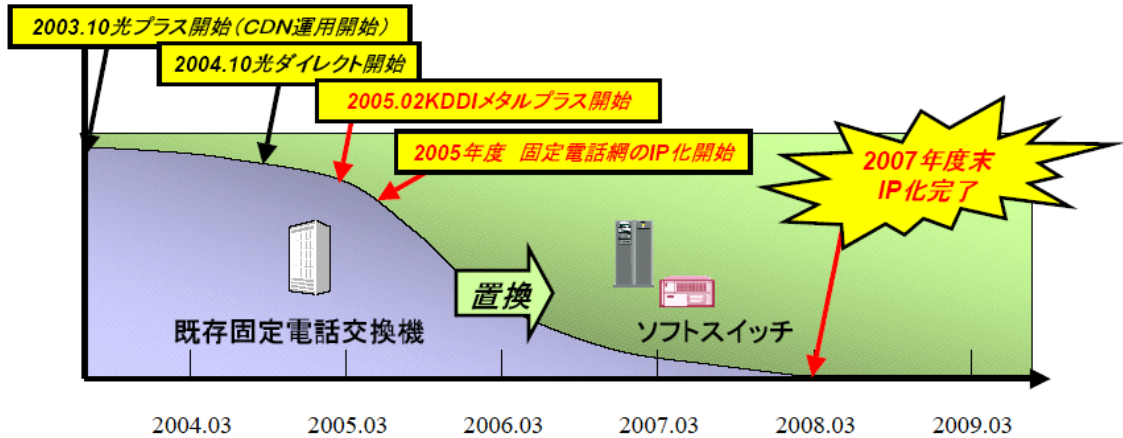 2003.10光プラス開始（CDN運用開始）
2004.10光ダイレクト開始
2005.02KDDIメタルプラス開始
2005年度 固定電話網のIP化開始
2007年度末
IP化完了
置換
既存固定電話交換機
ソフトスイッチ
2004.03
2005.03
2006.03
2007.03
2008.03
2009.03